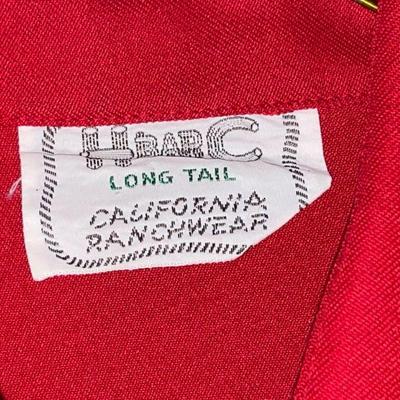 H BAR C
LONG TAIL
CALIFORNIA
RANCHWEAR